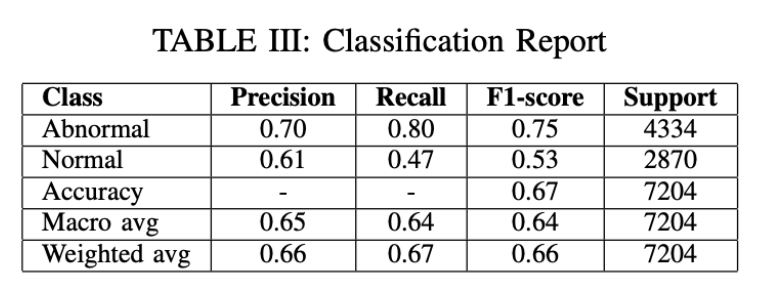 TABLE III: Classification Report
Class Precision Recall F1-score Support
Abnormal 0.70 0.80 0.75 4334
Normal 0.61 0.47 0.53 2870
Accuracy - - 0.67 7204
Macro avg 0.65 0.64 0.64 7204
Weighted avg 0.66 0.67 0.66 7204